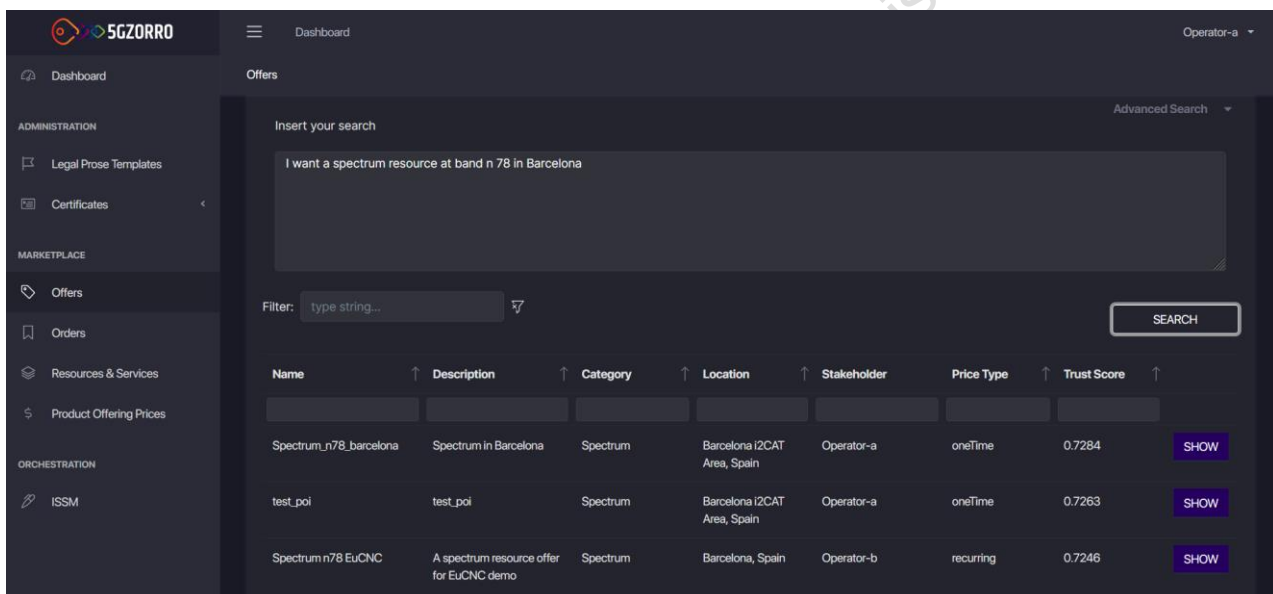 5GZORRO
Dashboard
Operator-a
Dashboard
Offers
ADMINISTRATION
Legal Prose Templates
Certificates
MARKETPLACE
Offers
Orders
Resources & Services
Product Offering Prices
ORCHESTRATION
ISSM
Advanced Search
Insert your search
I want a spectrum resource at band n 78 in Barcelona
Filter: type string...
SEARCH
Name Description Category Location Stakeholder Price Type Trust Score
Spectrum_n78_barcelona Spectrum in Barcelona Spectrum Barcelona i2CAT Operator-a oneTime 0.7284 SHOW
Area, Spain
test_poi test_poi Spectrum Barcelona i2CAT Operator-a oneTime 0.7263 SHOW
Area, Spain
Spectrum n78 EuCNC A spectrum resource offer Spectrum Barcelona, Spain Operator-b recurring 0.7246 SHOW
for EuCNC demo